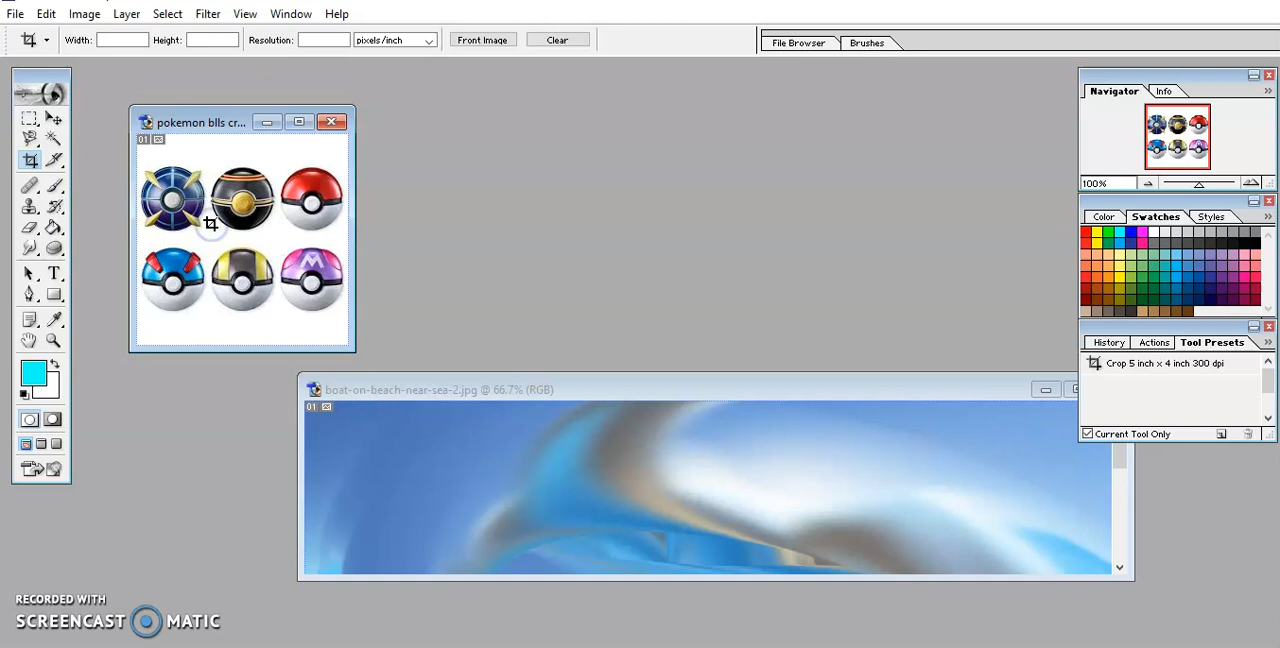 File Edit Image Layer Select Filter View Window Help
Width: Height: Resolution: pixels/inch Front Image Clear File Browser Brushes
Navigator Info
pokemon blls cr...
01
100%
Color Swatches Styles
M
History Actions Tool Presets
Crop 5 inch x 4 inch 300 dpi
boat-on-beach-near-sea-2.jpg @ 66.7% (RGB)
01
Current Tool Only
T
RECORDED WITH
SCREENCAST MATIC